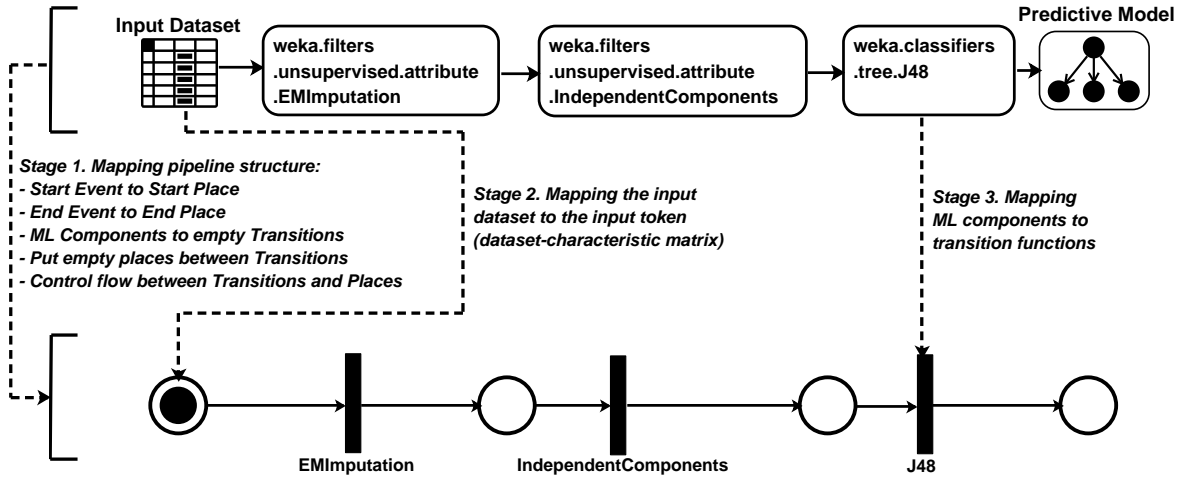 Input Dataset
Predictive Model
weka.filters
.unsupervised.attribute
.EMImputation
weka.filters
.unsupervised.attribute
.IndependentComponents
weka.classifiers
.tree.J48
Stage 1. Mapping pipeline structure:
- Start Event to Start Place
- End Event to End Place
- ML Components to empty Transitions
- Put empty places between Transitions
- Control flow between Transitions and Places
Stage 2. Mapping the input
dataset to the input token
(dataset-characteristic matrix)
Stage 3. Mapping
ML components to
transition functions
EMImputation
IndependentComponents
J48